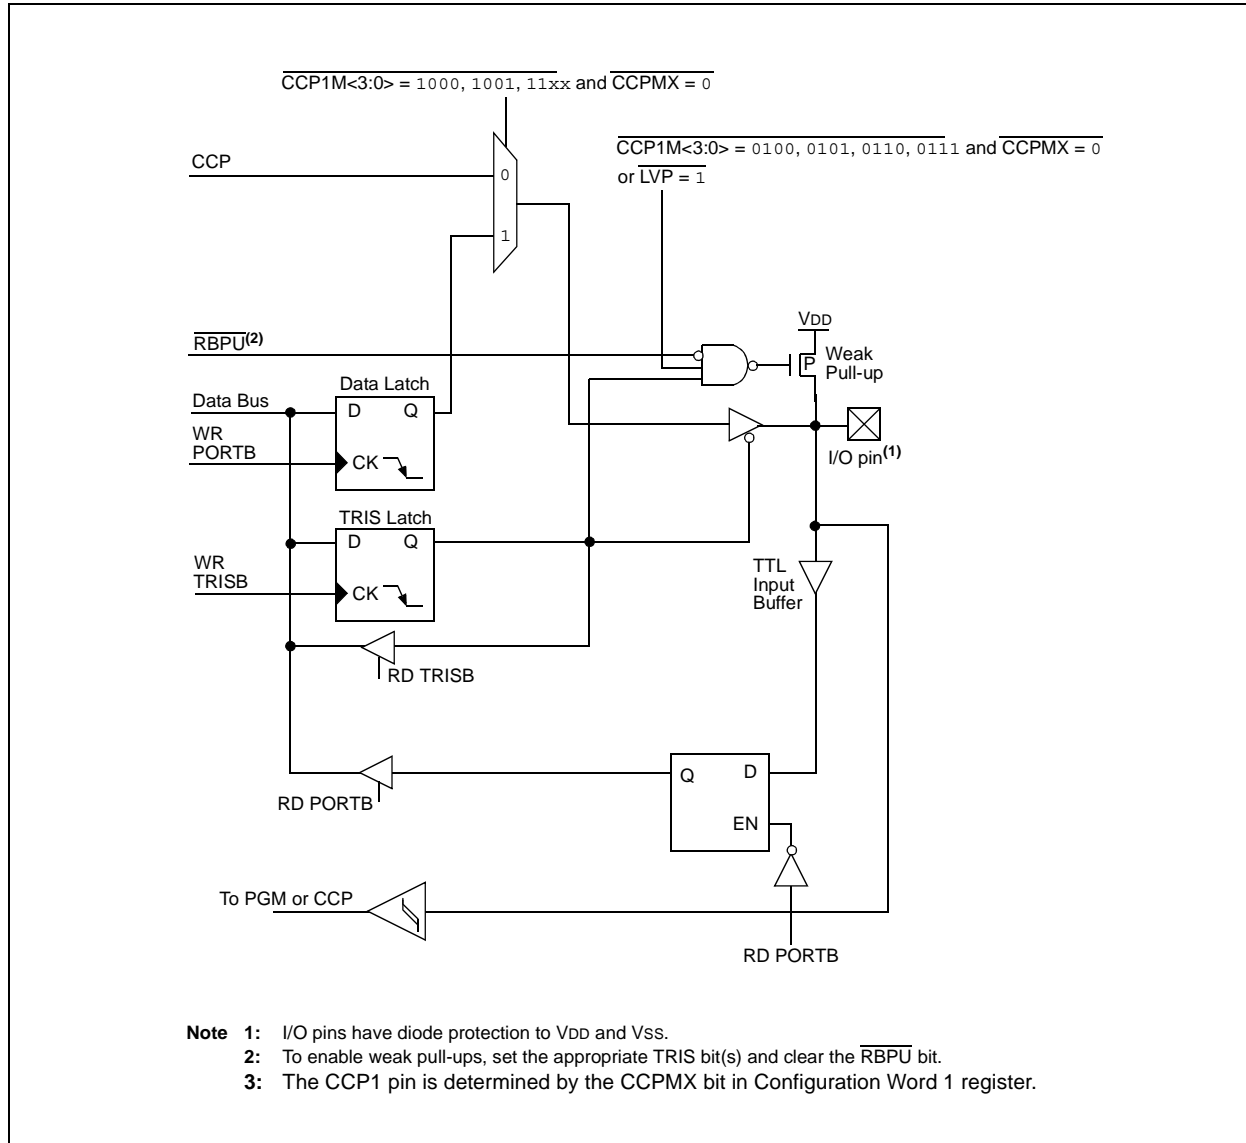 CCP1M<3:0> = 1000, 1001, 11xx and CCPMX = 0
CCP1M<3:0> = 0100, 0101, 0110, 0111 and CCPMX = 0
or LVP = 1
CCP
0
1
RBPU(2)
VDD
P
Weak
Pull-up
Data Bus
Data Latch
D Q
WR
PORTB
CK
I/O pin(1)
TRIS Latch
D Q
WR
TRISB
CK
TTL
Input
Buffer
RD TRISB
Q D
EN
RD PORTB
To PGM or CCP
RD PORTB
Note 1: I/O pins have diode protection to VDD and VSS.
2: To enable weak pull-ups, set the appropriate TRIS bit(s) and clear the RBPU bit.
3: The CCP1 pin is determined by the CCPMX bit in Configuration Word 1 register.